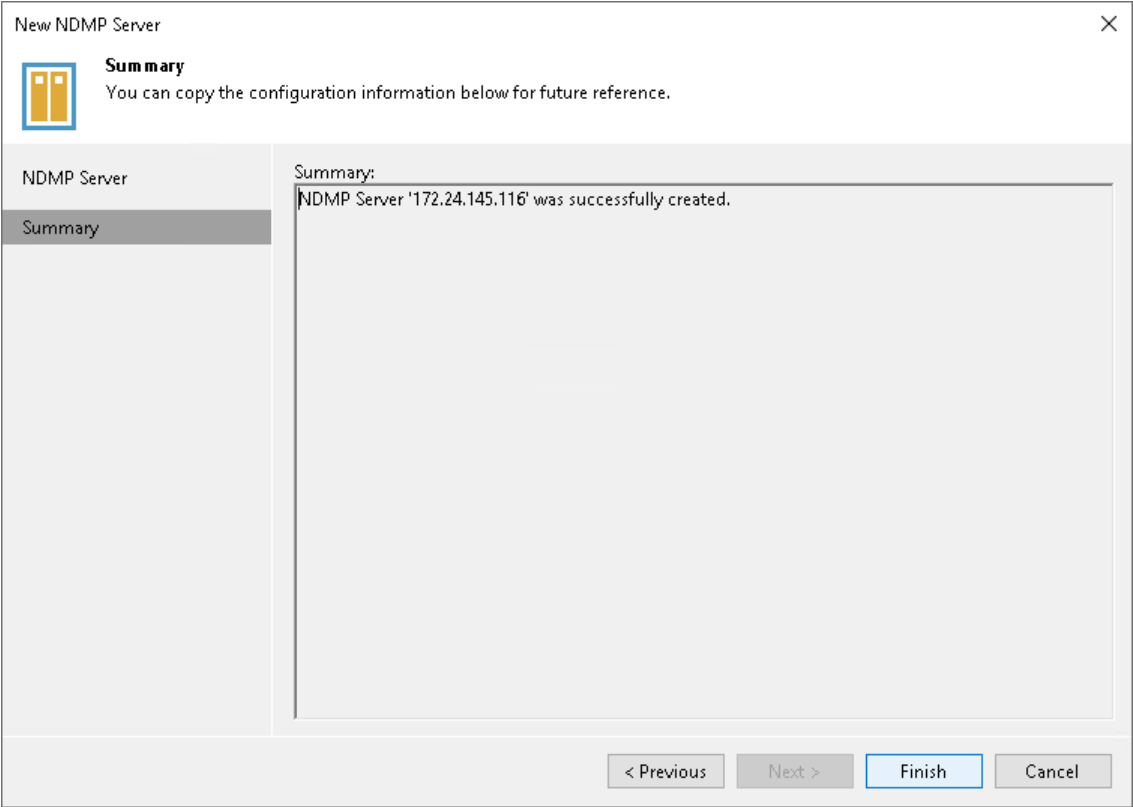 New NDMP Server
Summary
You can copy the configuration information below for future reference.
NDMP Server
Summary
Summary:
NDMP Server '172.24.145.116' was successfully created.
< Previous
Next >
Finish
Cancel